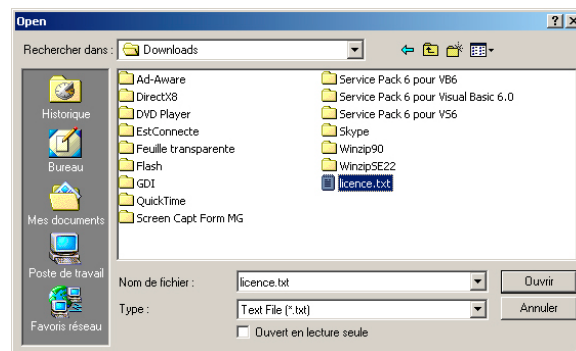 Open
Rechercher dans : Downloads
Historique
Bureau
Mes documents
Poste de travail
Favoris réseau
Ad-Aware
DirectX8
DVD Player
EstConnecte
Feuille transparente
Flash
GDI
QuickTime
Screen Capt Form MG
Service Pack 6 pour VB6
Service Pack 6 pour Visual Basic 6.0
Service Pack 6 pour VS6
Skype
Winzip90
WinzipSE22
licence.txt
Nom de fichier : licence.txt Ouvrir
Type : Text File (*.txt) Annuler
Ouvert en lecture seule